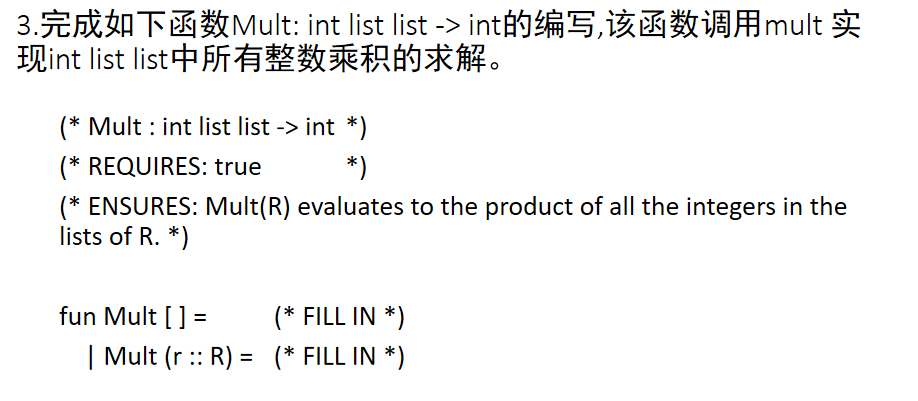 3.完成如下函数Mult: int list list -> int的编写,该函数调用mult 实
现int list list中所有整数乘积的求解。
(* Mult : int list list -> int *)
(* REQUIRES: true *)
(* ENSURES: Mult(R) evaluates to the product of all the integers in the
lists of R. *)
fun Mult [ ] = (* FILL IN *)
| Mult (r :: R) = (* FILL IN *)